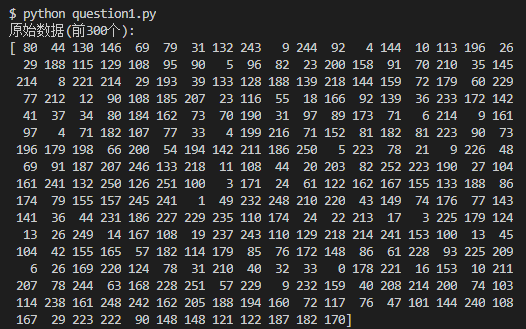 $ python question1.py
原始数据(前300个):
[ 80 44 130 146 69 79 31 132 243 9 244 92 4 144 10 113 196 26
29 188 115 129 108 95 90 5 96 82 23 200 158 91 70 210 35 145
214 8 221 214 29 193 39 133 128 188 139 218 144 159 72 179 60 229
77 212 12 90 108 185 207 23 116 55 18 166 92 139 36 233 172 142
41 37 34 80 184 162 73 70 190 31 97 89 173 71 6 214 9 161
97 4 71 182 107 77 33 4 199 216 71 152 81 182 81 223 90 73
196 179 198 66 200 54 194 142 211 186 250 5 223 78 21 9 226 48
69 91 187 207 246 133 218 11 108 44 20 203 82 252 223 190 27 104
161 241 132 250 126 251 100 3 171 24 61 122 162 167 155 133 188 86
174 79 155 157 245 241 1 49 232 248 210 220 43 149 74 176 77 143
141 36 44 231 186 227 229 235 110 174 24 22 213 17 3 225 179 124
13 26 249 14 167 108 19 237 243 110 129 218 214 241 153 100 13 45
104 42 155 165 57 182 114 179 85 76 172 148 86 61 228 93 225 209
6 26 169 220 124 78 31 210 40 32 33 0 178 221 16 153 10 211
207 78 244 63 168 228 251 57 229 9 232 159 40 208 214 200 74 103
114 238 161 248 242 162 205 188 194 160 72 117 76 47 101 144 240 108
167 29 223 222 90 148 148 121 122 187 182 170]